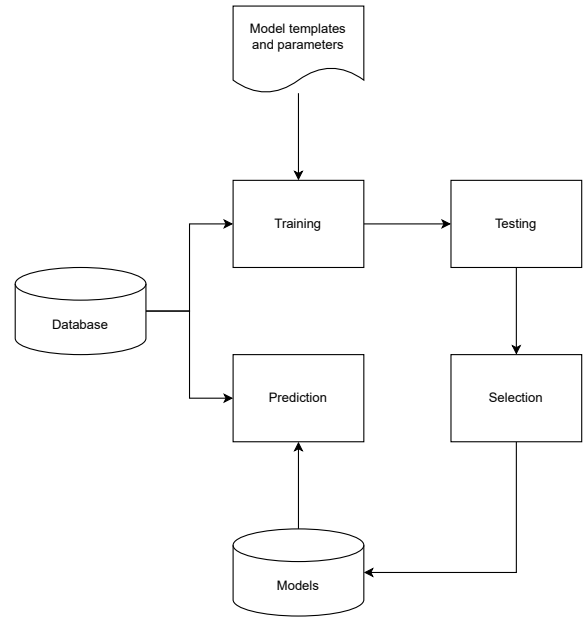 Model templates
and parameters
Training
Testing
Database
Prediction
Selection
Models